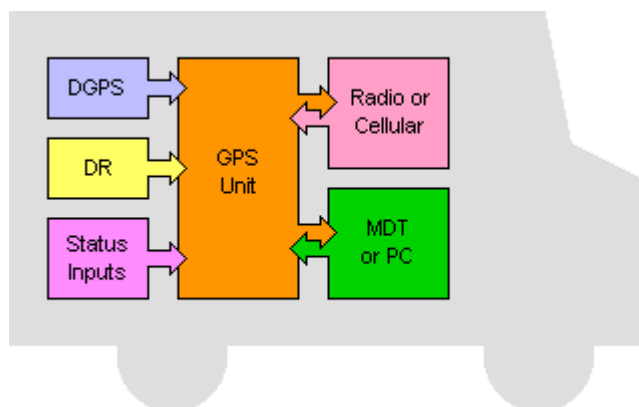 DGPS
DR
Status
Inputs
GPS
Unit
Radio or
Cellular
MDT
or PC